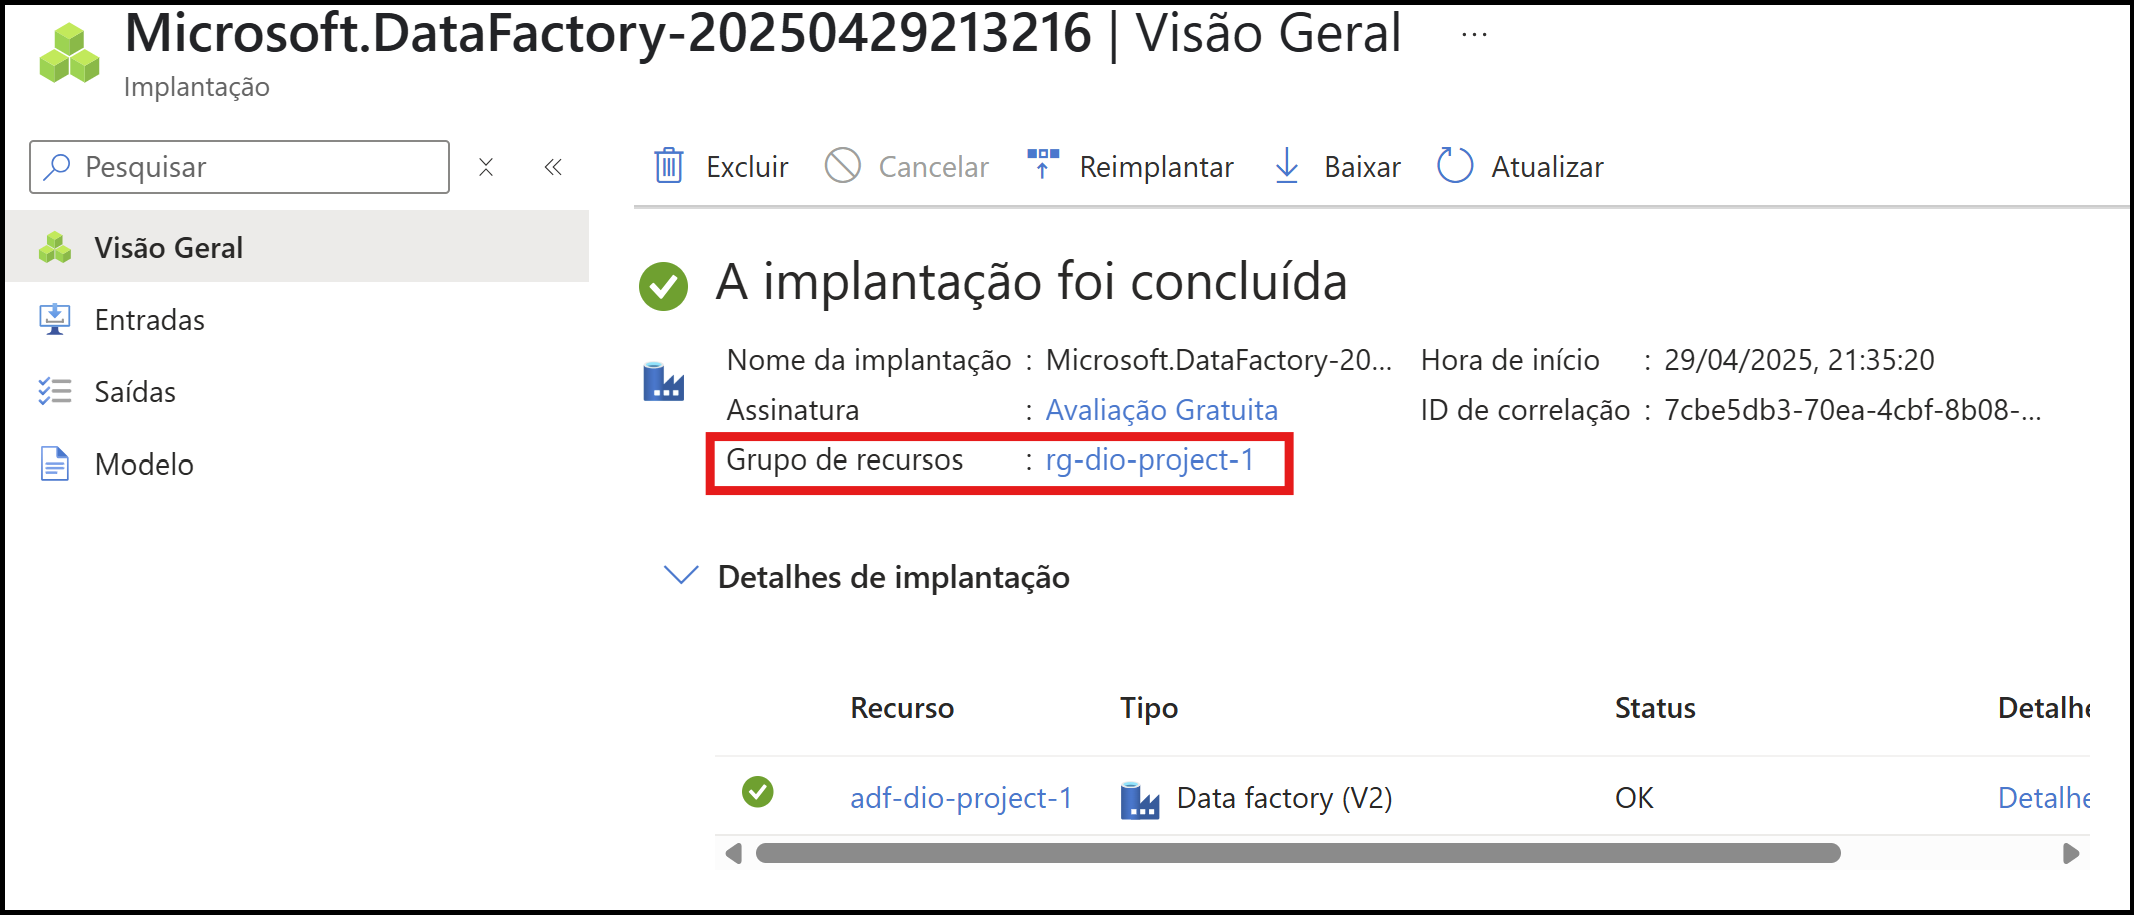 Microsoft.DataFactory-20250429213216 | Visão Geral ...
Implantação
Pesquisar
Excluir Cancelar Reimplantar Baixar Atualizar
Visão Geral
Entradas
Saídas
Modelo
A implantação foi concluída
Nome da implantação : Microsoft.DataFactory-20... Hora de início : 29/04/2025, 21:35:20
Assinatura : Avaliação Gratuita ID de correlação : 7cbe5db3-70ea-4cbf-8b08-...
Grupo de recursos : rg-dio-project-1
Detalhes de implantação
Recurso Tipo Status Detalhe
adf-dio-project-1 Data factory (V2) OK Detalhe